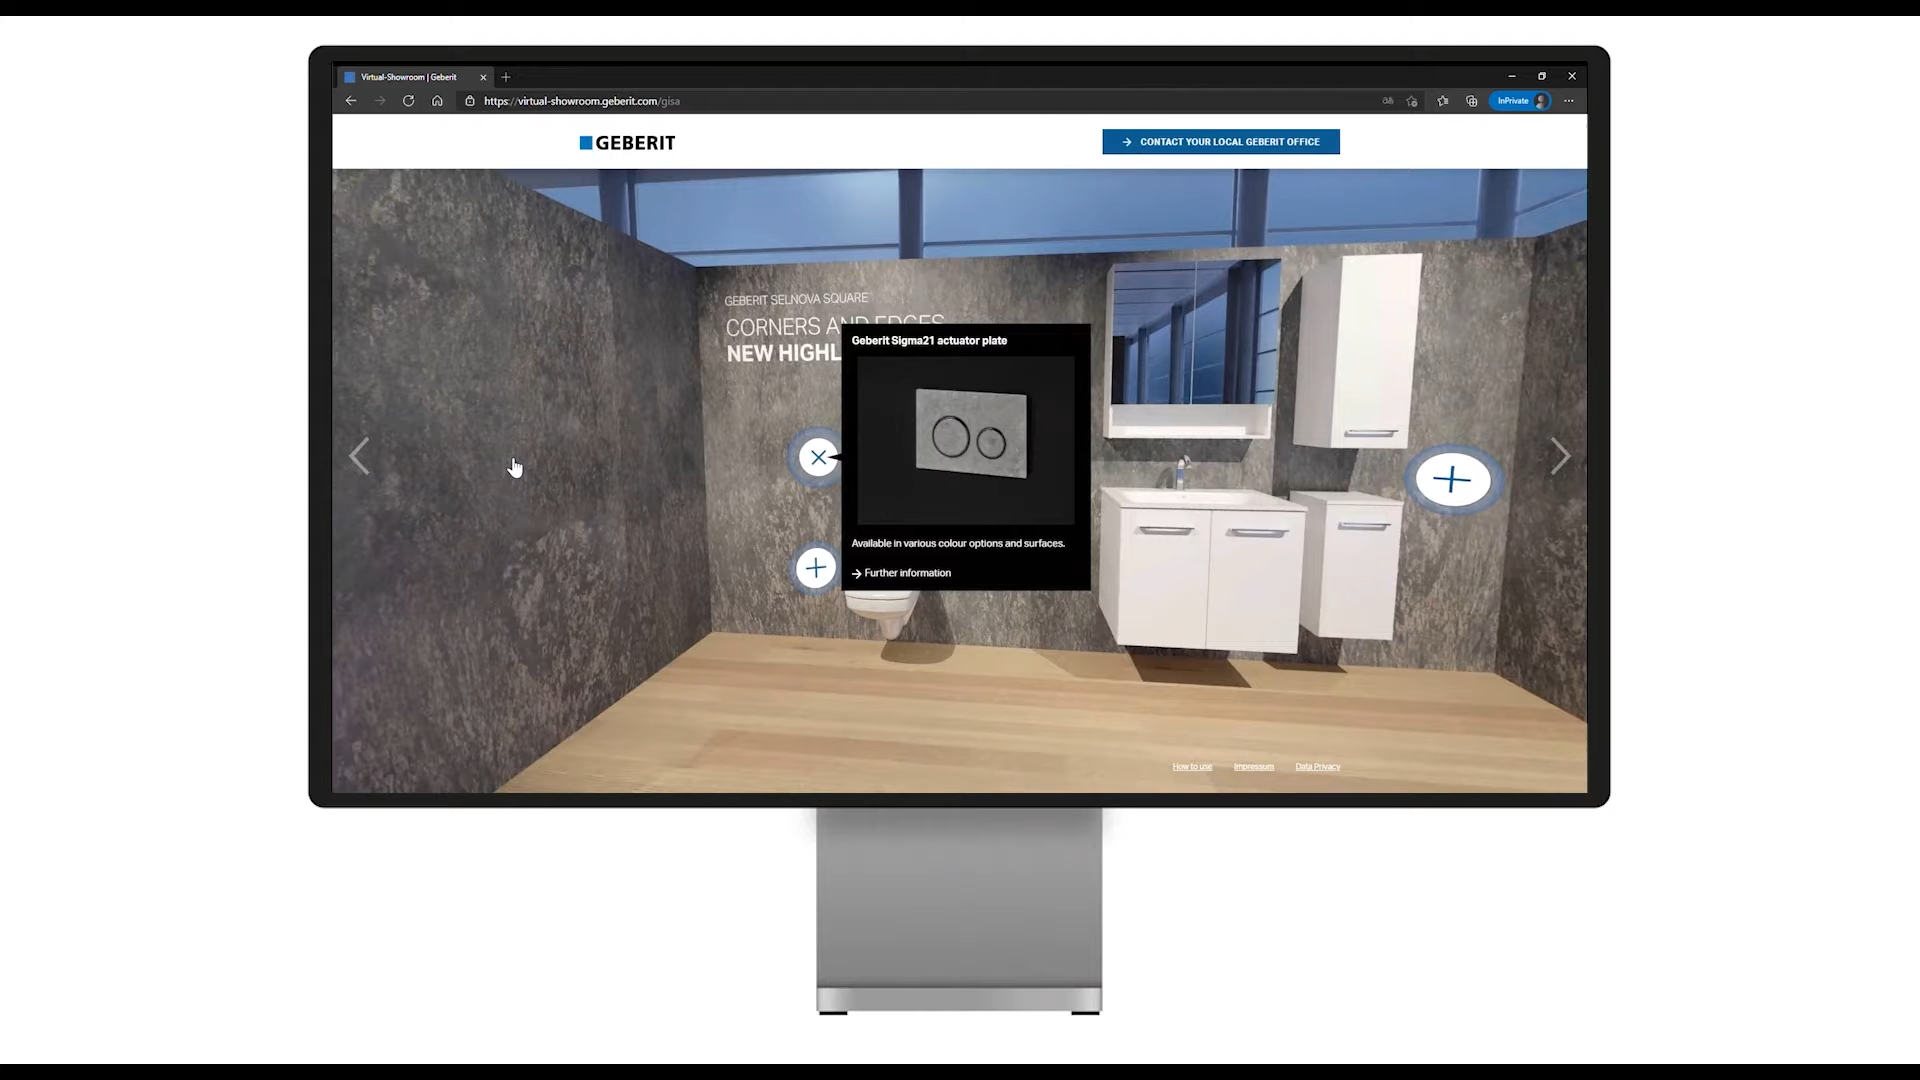 Virtual-Showroom | Geberit
https://virtual-showroom.geberit.com/gisa
InPrivate
GEBERIT
CONTACT YOUR LOCAL GEBERIT OFFICE
GEBERIT SELNOVA SQUARE
CORNERS AND EDGES
NEW HIGHL
Geberit Sigma21 actuator plate
Available in various colour options and surfaces.
Further information
How to use
Impressum
Data Privacy